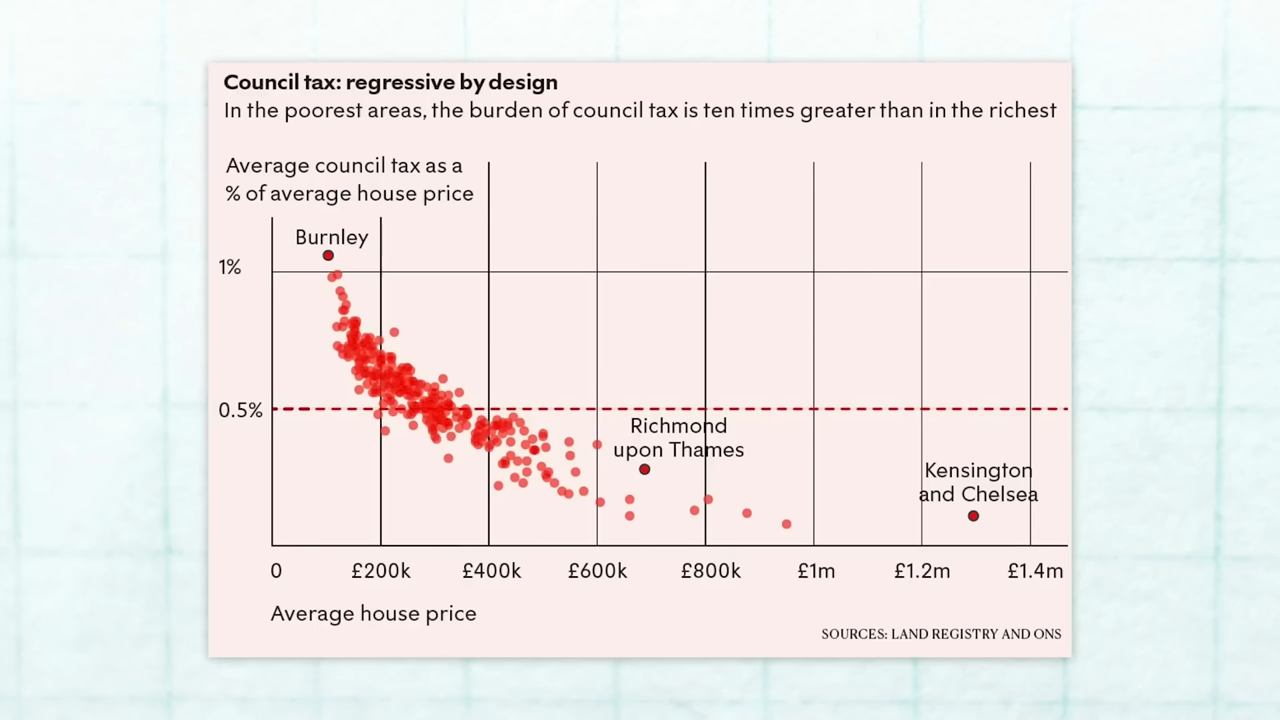 Council tax: regressive by design
In the poorest areas, the burden of council tax is ten times greater than in the richest
Average council tax as a
% of average house price
Burnley
1%
0.5%
Richmond
upon Thames
Kensington
and Chelsea
0 £200k £400k £600k £800k £1m £1.2m £1.4m
Average house price
SOURCES: LAND REGISTRY AND ONS